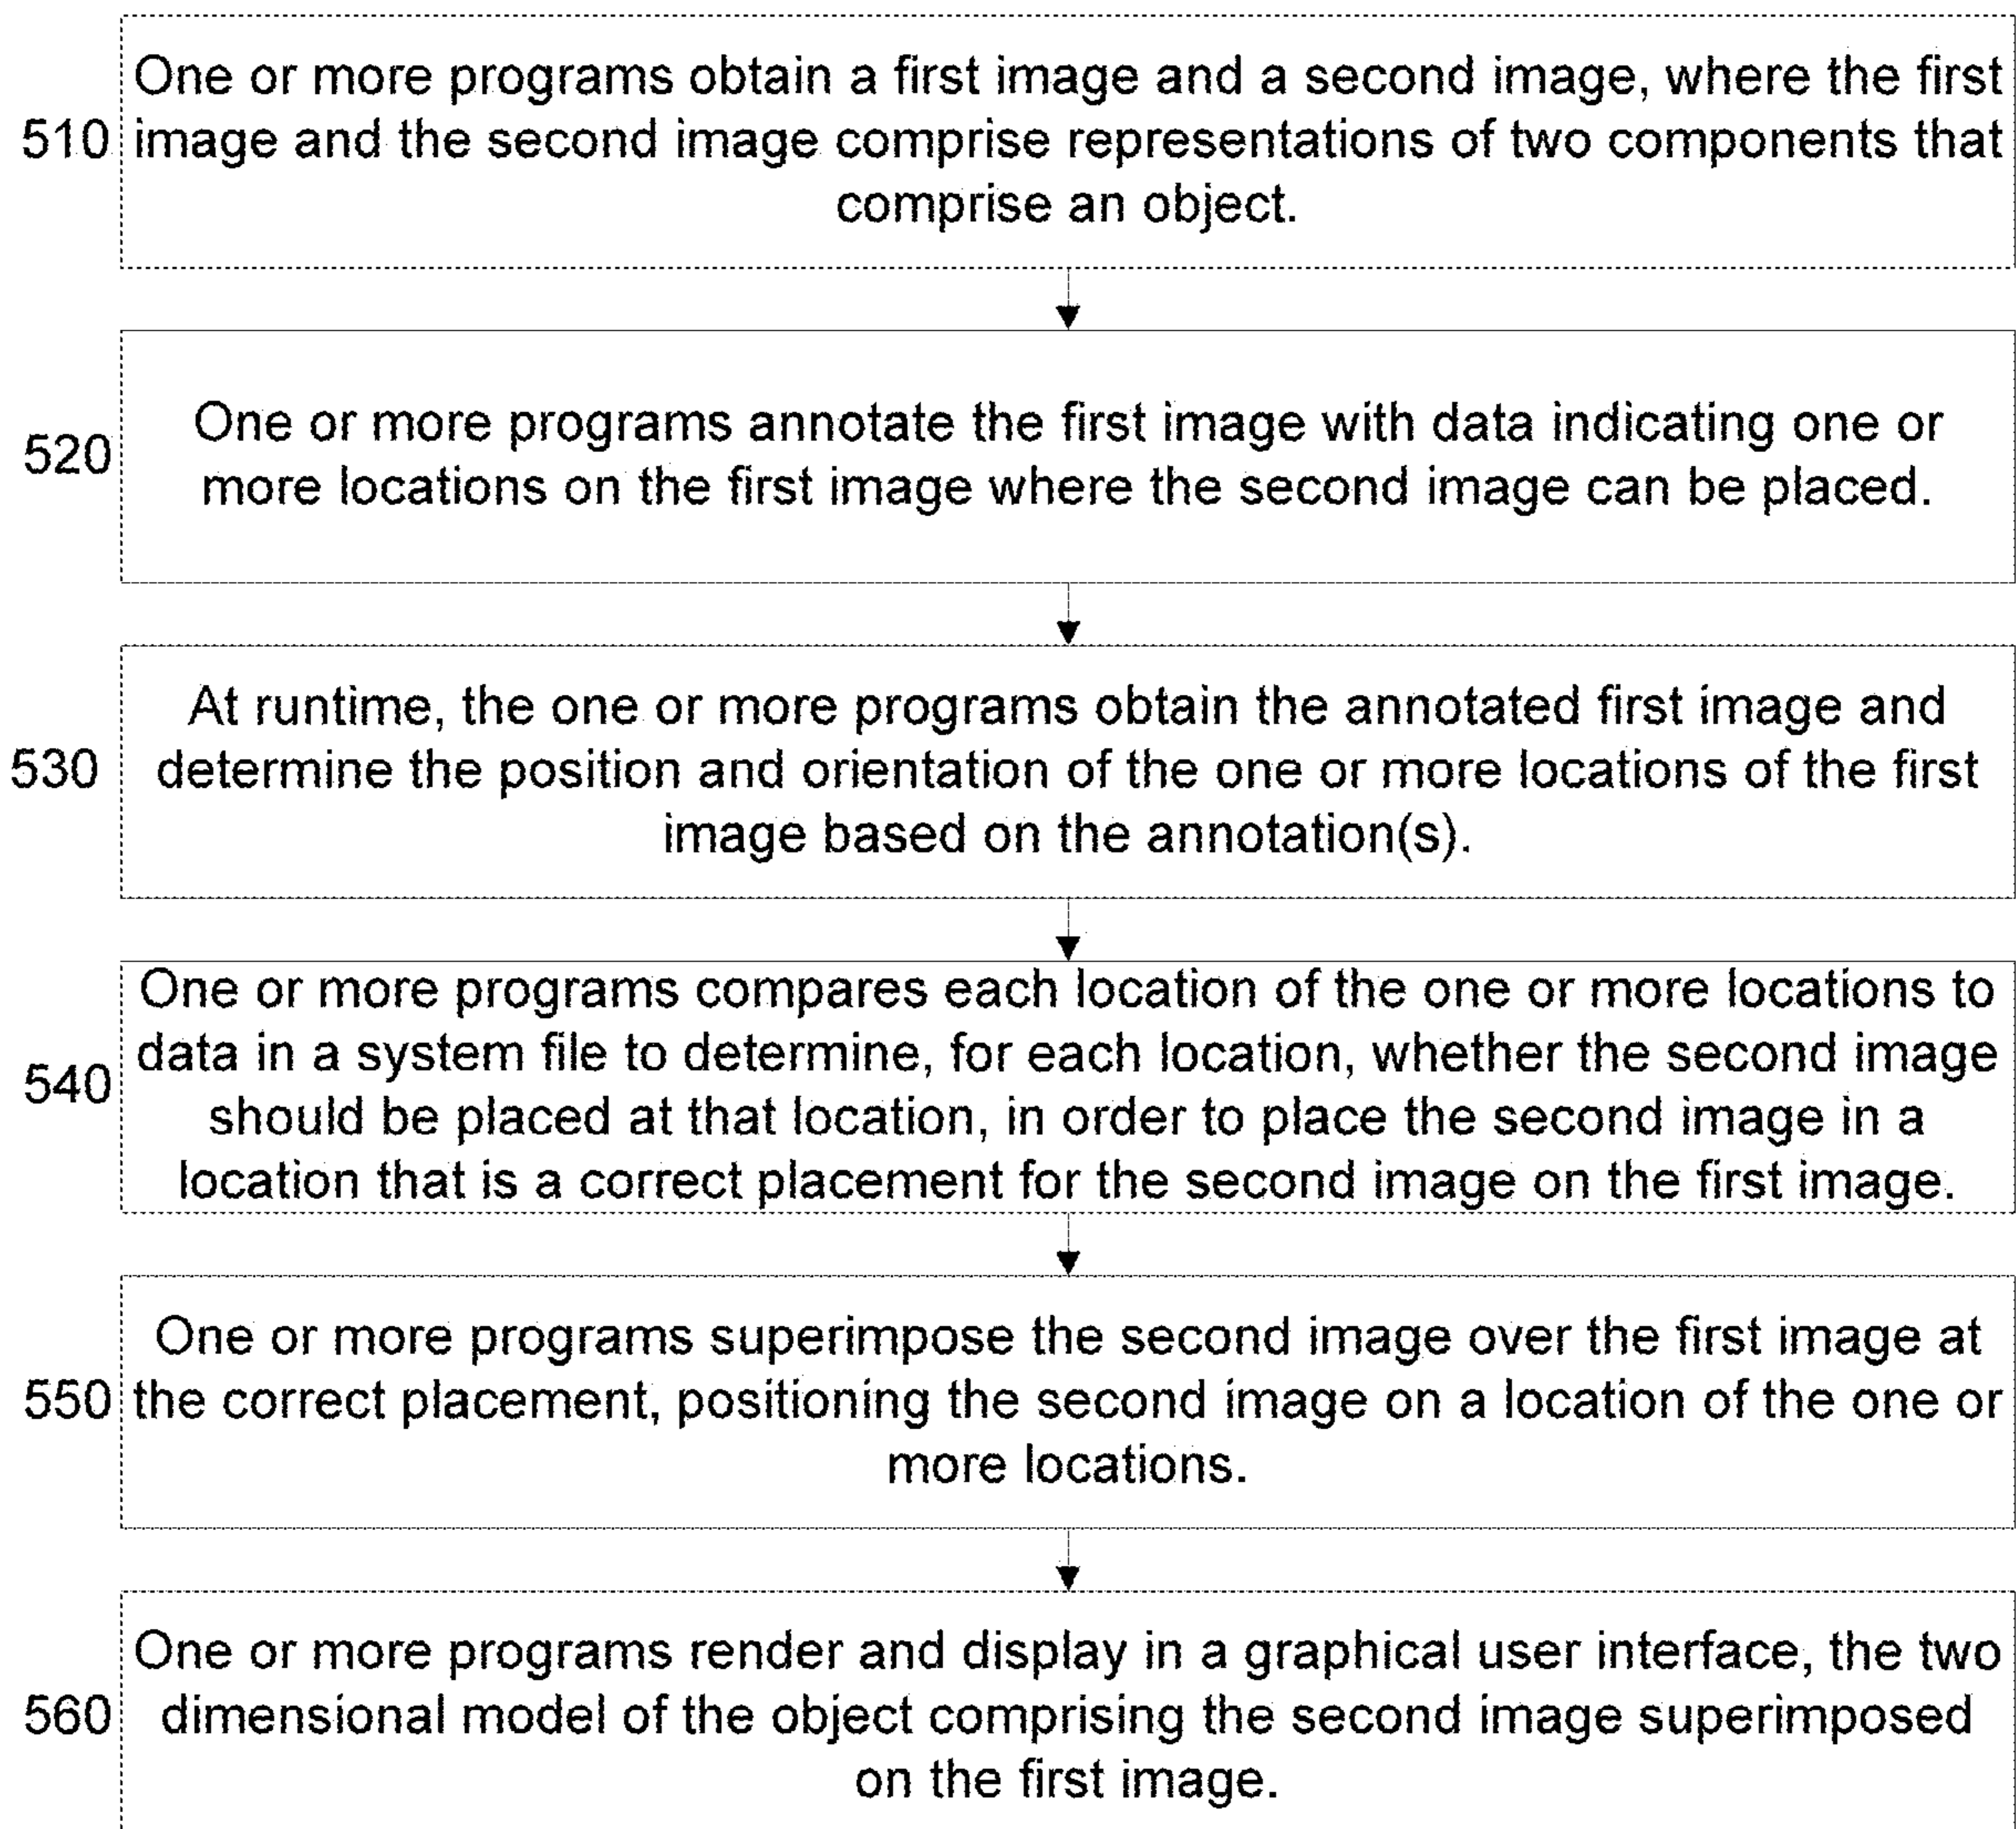 One or more programs obtain a first image and a second image, where the first
510 image and the second image comprise representations of two components that
comprise an object.
One or more programs annotate the first image with data indicating one or
520
more locations on the first image where the second image can be placed.
At runtime, the one or more programs obtain the annotated first image and
530 determine the position and orientation of the one or more locations of the first
image based on the annotation(s).
One or more programs compares each location of the one or more locations to
data in a system file to determine, for each location, whether the second image
540
should be placed at that location, in order to place the second image in a
location that is a correct placement for the second image on the first image.
One or more programs superimpose the second image over the first image at
550 the correct placement, positioning the second image on a location of the one or
more locations.
One or more programs render and display in a graphical user interface, the two
560 dimensional model of the object comprising the second image superimposed
on the first image.